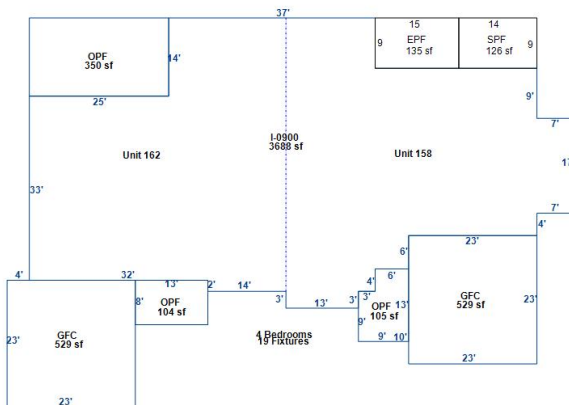 37'
15
14
OPF
350 sf
14'
9
EPF
135 sf
SPF
126 sf
9
25'
9'
7'
I-0900
3688 sf
Unit 162
Unit 158
33'
7'
4'
23'
6'
4'
32'
13'
2'
14'
4'
6'
3'
8'
OPF
104 sf
3'
13'
3'
OPF
105 sf
13'
GFC
529 sf
23'
9'
23'
GFC
529 sf
4 Bedrooms
19 Fixtures
9'
10'
23'
23'